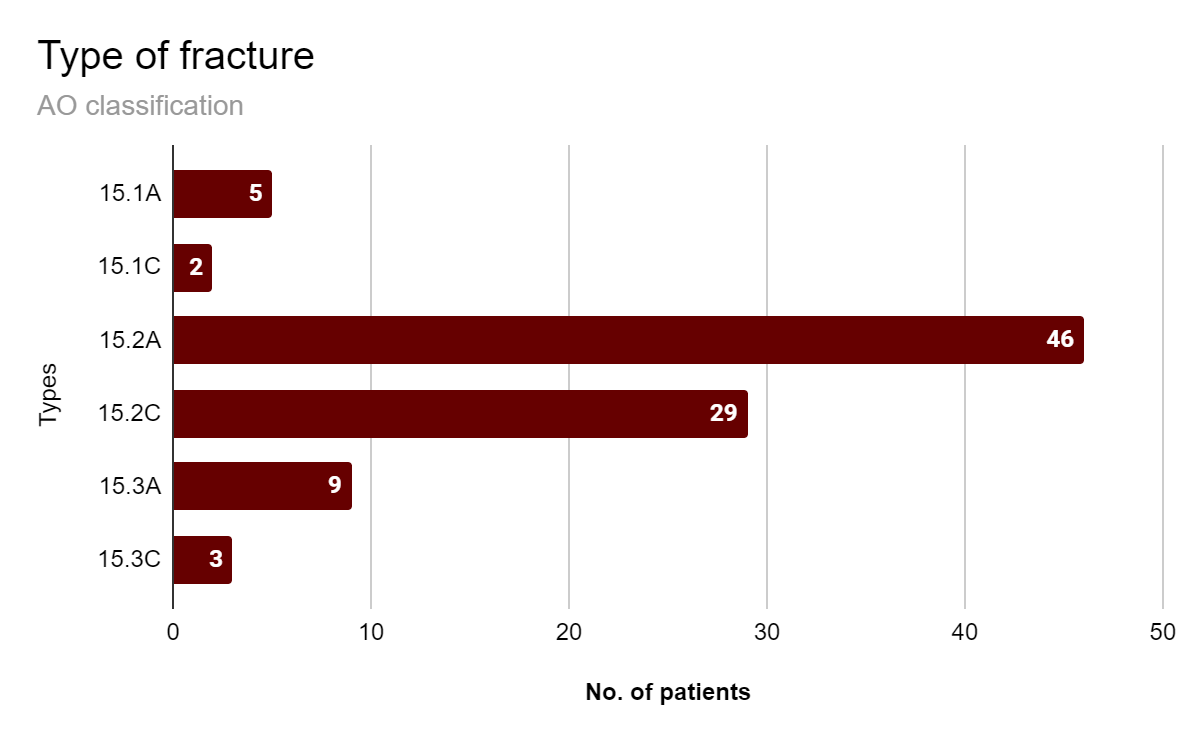 Type of fracture
AO classification
Types
15.1A 5
15.1C 2
15.2A 46
15.2C 29
15.3A 9
15.3C 3
0 10 20 30 40 50
No. of patients